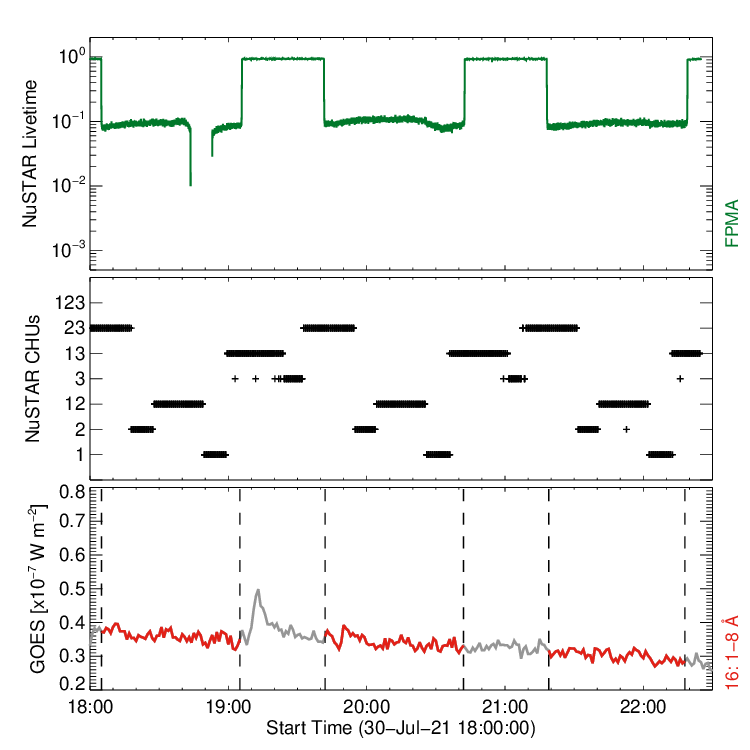 NuSTAR Livetime
10⁰
10⁻¹
10⁻²
10⁻³
FPMA
NuSTAR CHUs
123
23
13
3
12
2
1
GOES [x10⁻⁷ W m⁻²]
0.8
0.7
0.6
0.5
0.4
0.3
0.2
16: 1−8 Å
18:00 19:00 20:00 21:00 22:00
Start Time (30−Jul−21 18:00:00)